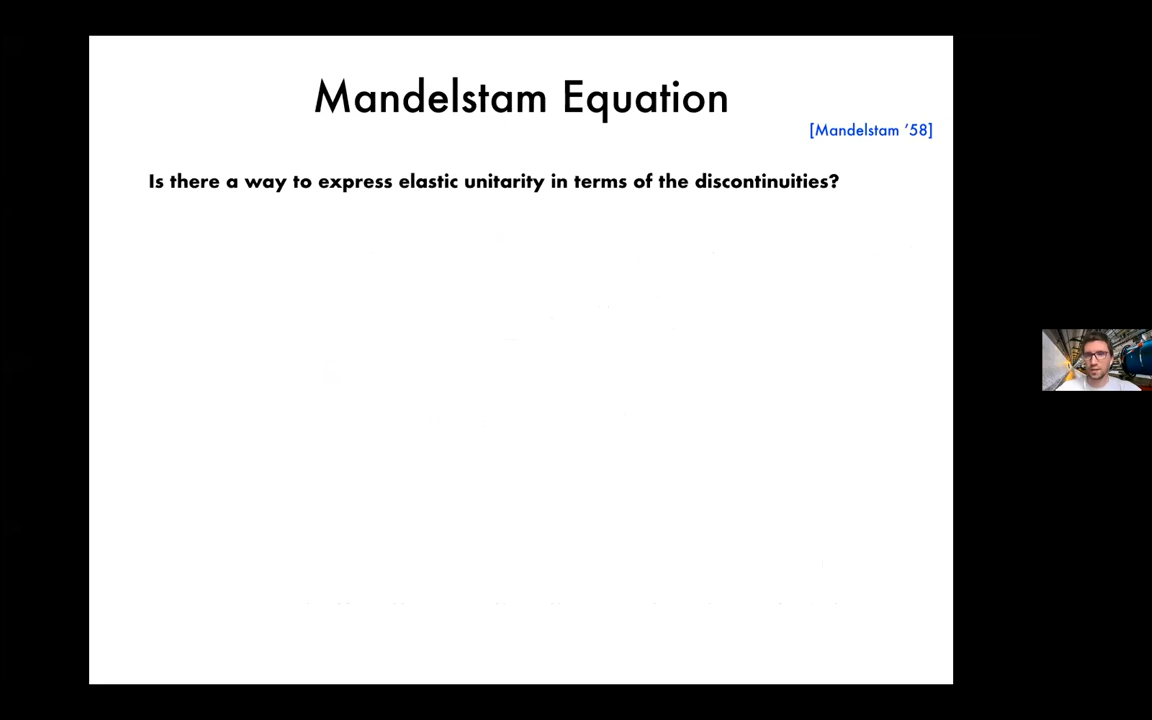 Mandelstam Equation
[Mandelstam ’58]
Is there a way to express elastic unitarity in terms of the discontinuities?